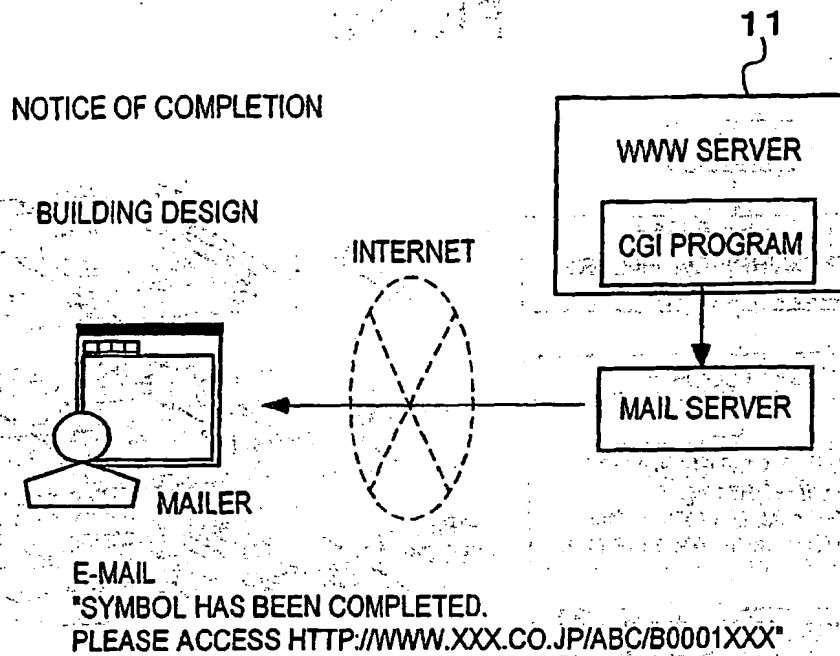 11
NOTICE OF COMPLETION
WWW SERVER
BUILDING DESIGN
CGI PROGRAM
INTERNET
MAIL SERVER
MAILER
E-MAIL
"SYMBOL HAS BEEN COMPLETED.
PLEASE ACCESS HTTP://WWW.XXX.CO.JP/ABC/B0001XXX"